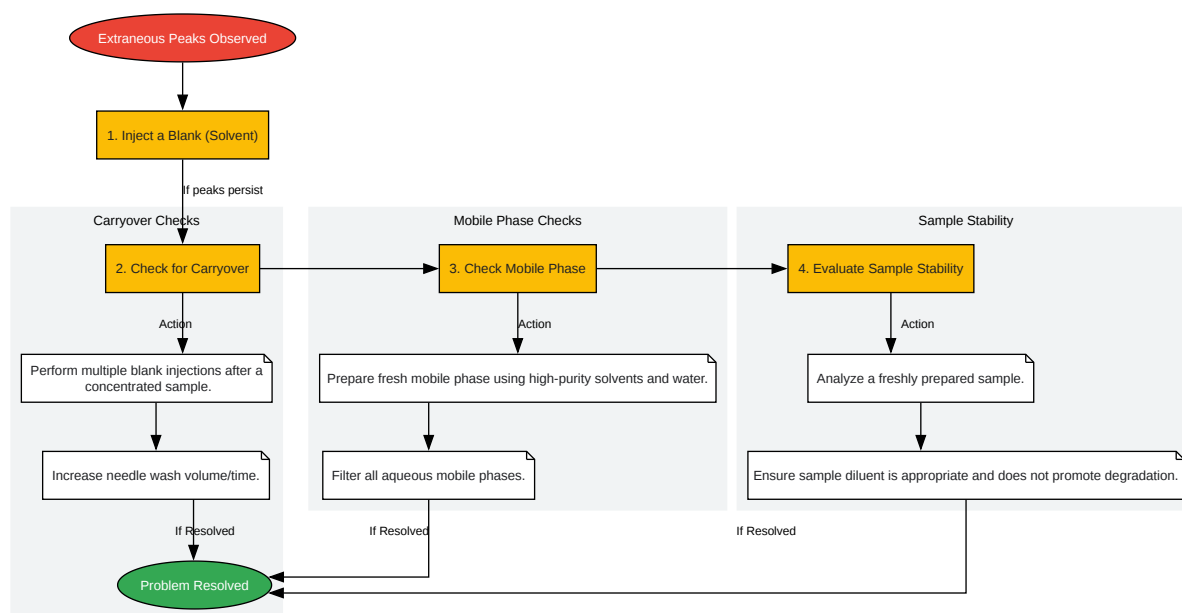 Extraneous Peaks Observed
1. Inject a Blank (Solvent)
If peaks persist
Carryover Checks
Mobile Phase Checks
Sample Stability
2. Check for Carryover
3. Check Mobile Phase
4. Evaluate Sample Stability
Action
Action
Action
Perform multiple blank injections after a
concentrated sample.
Prepare fresh mobile phase using high-purity solvents and water.
Analyze a freshly prepared sample.
Increase needle wash volume/time.
Filter all aqueous mobile phases.
Ensure sample diluent is appropriate and does not promote degradation.
If Resolved
If Resolved
If Resolved
Problem Resolved